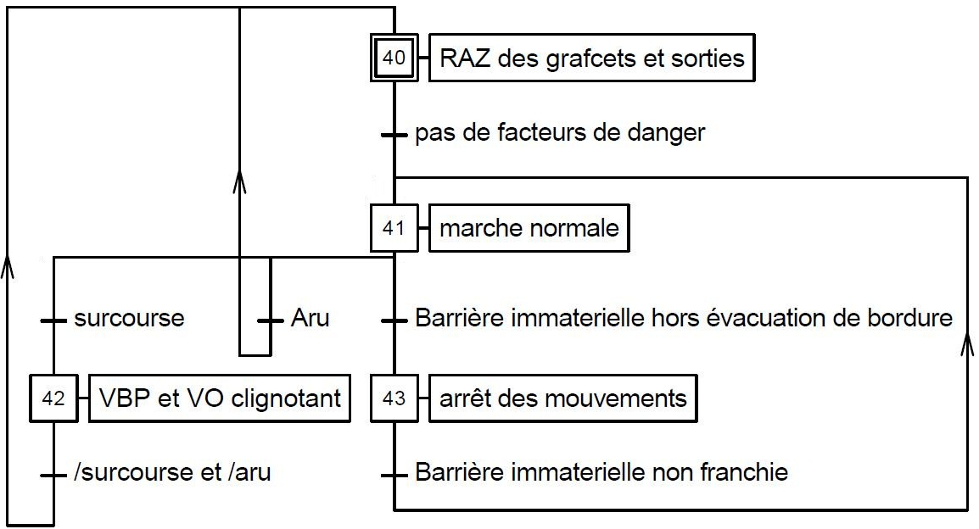 40 RAZ des grafcets et sorties
pas de facteurs de danger
41 marche normale
surcourse
Aru
Barrière immaterielle hors évacuation de bordure
42 VBP et VO clignotant
43 arrêt des mouvements
/surcourse et /aru
Barrière immaterielle non franchie